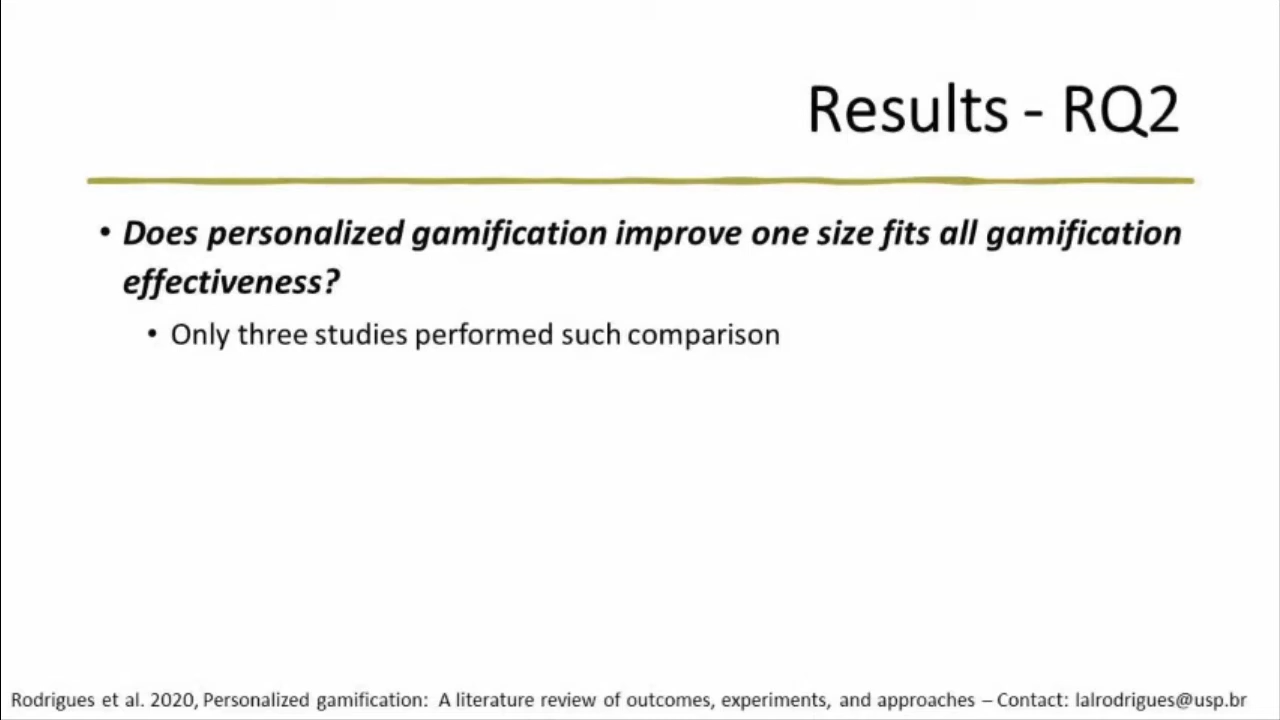 Results - RQ2
• Does personalized gamification improve one size fits all gamification
effectiveness?
• Only three studies performed such comparison
Rodrigues et al. 2020, Personalized gamification: A literature review of outcomes, experiments, and approaches – Contact: lalrodrigues@usp.br